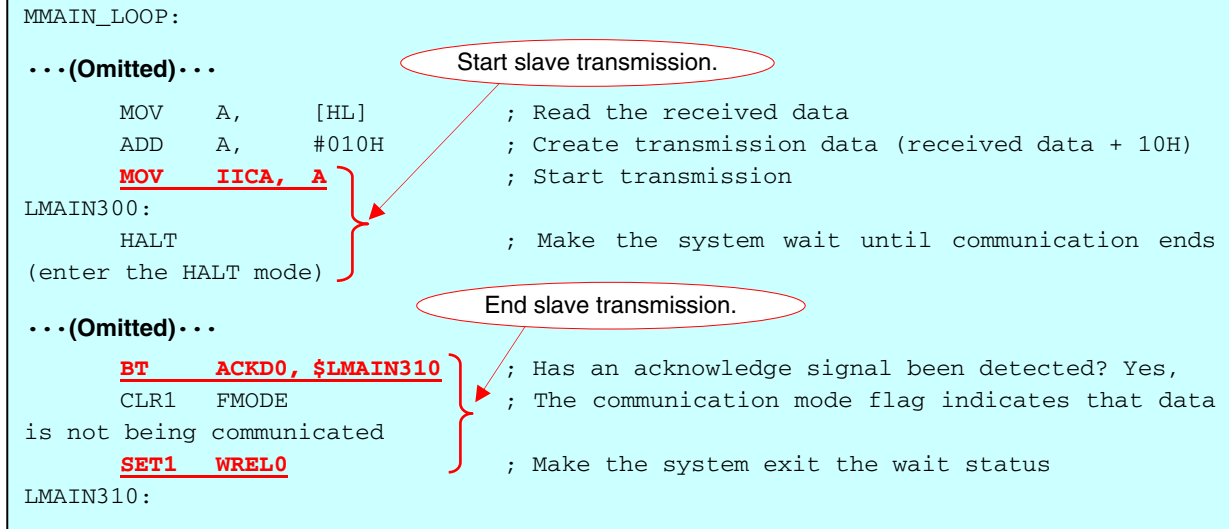 MMAIN_LOOP:
Start slave transmission.
･･･(Omitted)･･･
MOV A, [HL] ; Read the received data
ADD A, #010H ; Create transmission data (received data + 10H)
MOV IICA, A ; Start transmission
LMAIN300:
HALT ; Make the system wait until communication ends
(enter the HALT mode)
End slave transmission.
･･･(Omitted)･･･
BT ACKD0, $LMAIN310 ; Has an acknowledge signal been detected? Yes,
CLR1 FMODE ; The communication mode flag indicates that data
is not being communicated
SET1 WREL0 ; Make the system exit the wait status
LMAIN310: